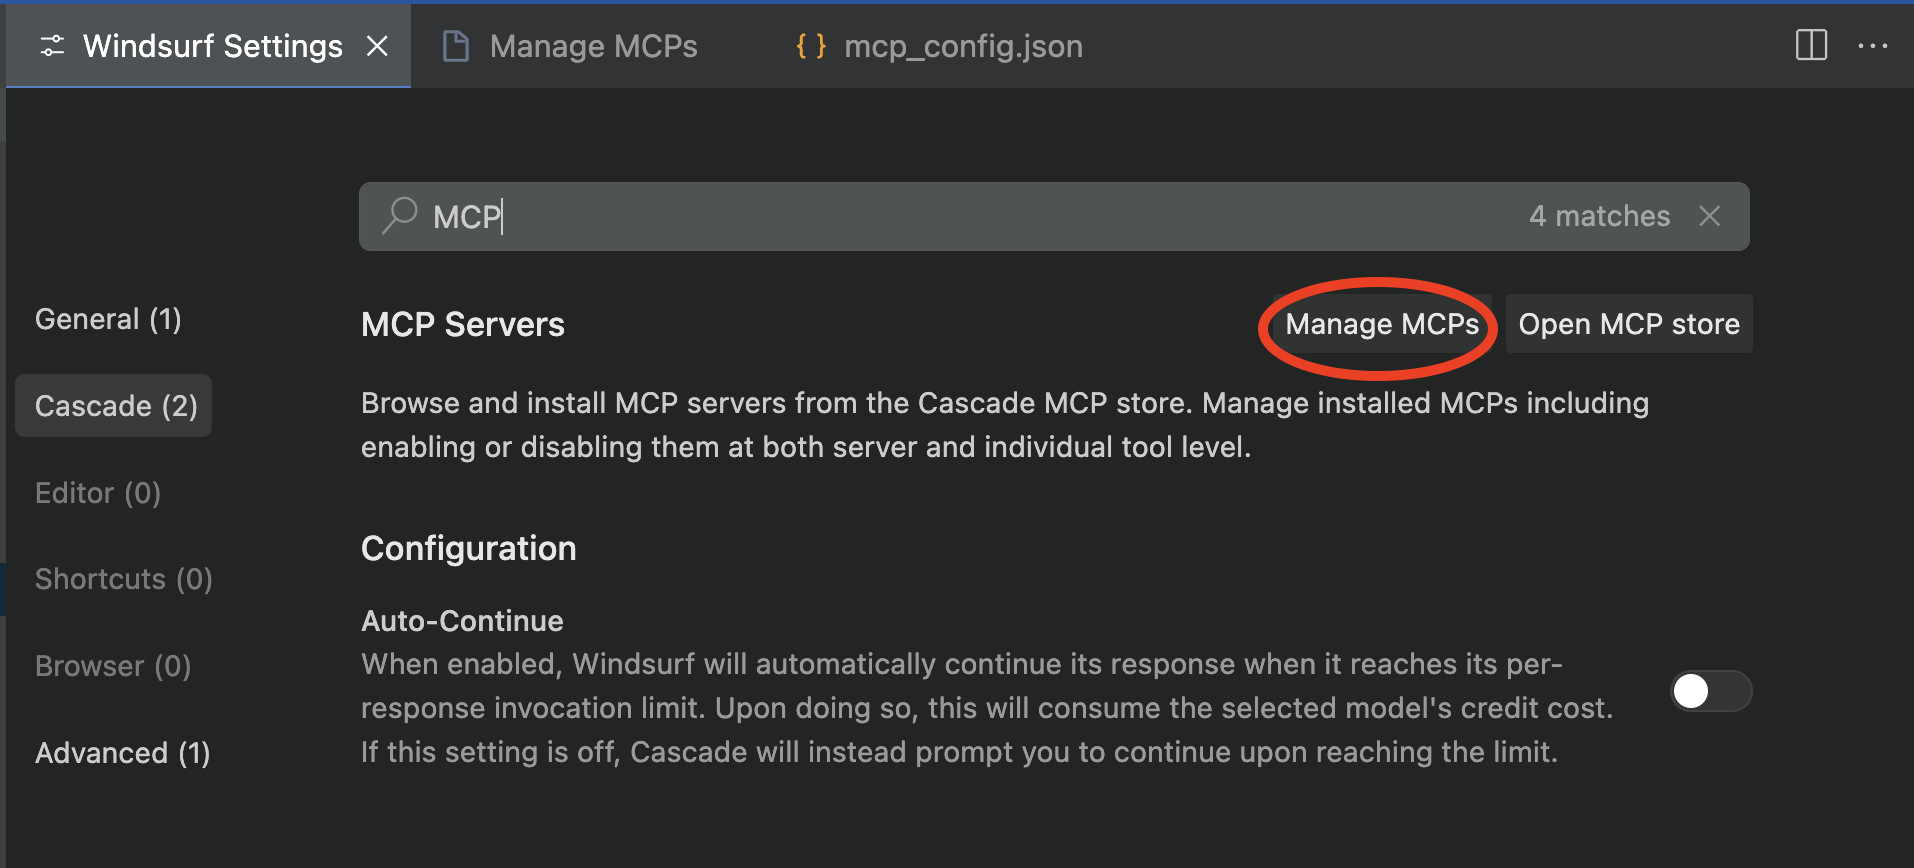 Windsurf Settings
Manage MCPs
mcp_config.json
MCP
4 matches
General (1)
Cascade (2)
Editor (0)
Shortcuts (0)
Browser (0)
Advanced (1)
MCP Servers
Manage MCPs
Open MCP store
Browse and install MCP servers from the Cascade MCP store. Manage installed MCPs including
enabling or disabling them at both server and individual tool level.
Configuration
Auto-Continue
When enabled, Windsurf will automatically continue its response when it reaches its per-
response invocation limit. Upon doing so, this will consume the selected model's credit cost.
If this setting is off, Cascade will instead prompt you to continue upon reaching the limit.